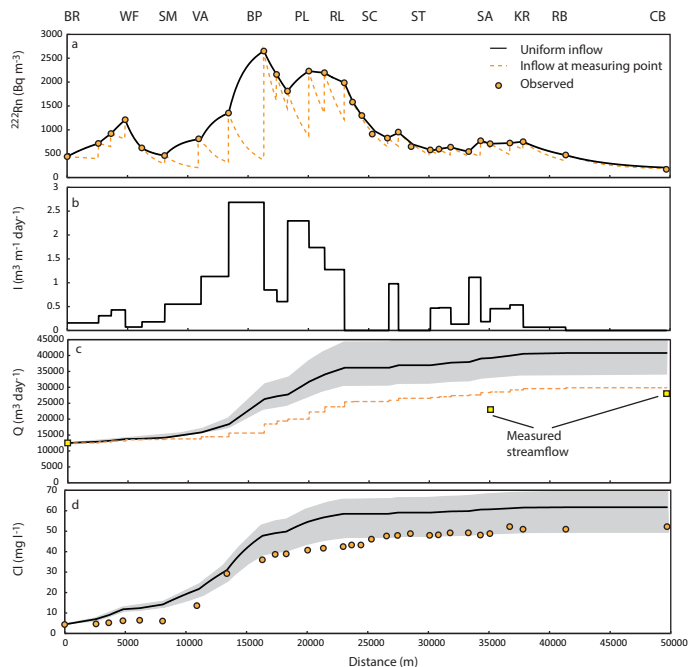 BR WF SM VA BP PL RL SC ST SA KR RB CB
a
²²²Rn (Bq m⁻³)
3000
2500
2000
1500
1000
500
0
Uniform inflow
Inflow at measuring point
Observed
b
I (m³ m⁻¹ day⁻¹)
3
2.5
2
1.5
1
0.5
0
c
Q (m³ day⁻¹)
45000
40000
35000
30000
25000
20000
15000
10000
5000
0
Measured
streamflow
d
Cl (mg l⁻¹)
70
60
50
40
30
20
10
0
0 5000 10000 15000 20000 25000 30000 35000 40000 45000 50000
Distance (m)